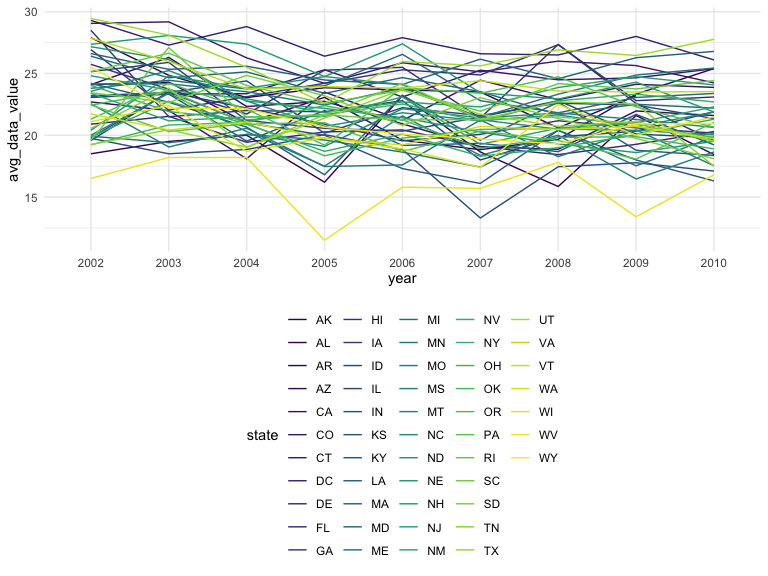 30
25
20
15
avg_data_value
2002 2003 2004 2005 2006 2007 2008 2009 2010
year
state
AK HI MI NV UT
AL IA MN NY VA
AR ID MO OH VT
AZ IL MS OK WA
CA IN MT OR WI
CO KS NC PA WV
CT KY ND RI WY
DC LA NE SC
DE MA NH SD
FL MD NJ TN
GA ME NM TX